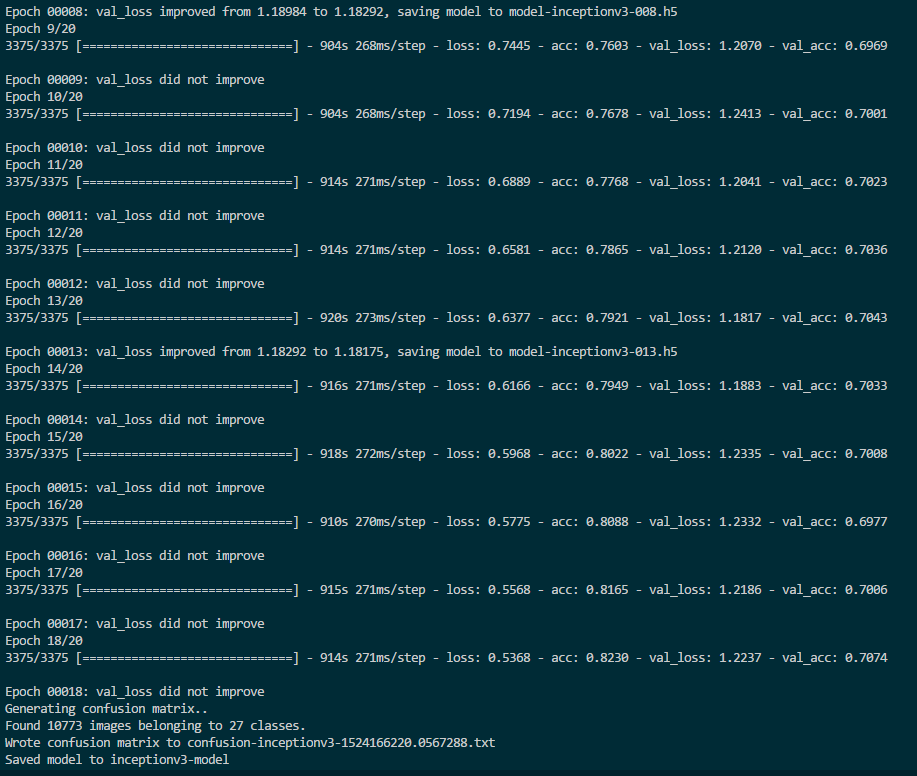 Epoch 00008: val_loss improved from 1.18984 to 1.18292, saving model to model-inceptionv3-008.h5
Epoch 9/20
3375/3375 [==============================] - 904s 268ms/step - loss: 0.7445 - acc: 0.7603 - val_loss: 1.2070 - val_acc: 0.6969
Epoch 00009: val_loss did not improve
Epoch 10/20
3375/3375 [==============================] - 904s 268ms/step - loss: 0.7194 - acc: 0.7678 - val_loss: 1.2413 - val_acc: 0.7001
Epoch 00010: val_loss did not improve
Epoch 11/20
3375/3375 [==============================] - 914s 271ms/step - loss: 0.6889 - acc: 0.7768 - val_loss: 1.2041 - val_acc: 0.7023
Epoch 00011: val_loss did not improve
Epoch 12/20
3375/3375 [==============================] - 914s 271ms/step - loss: 0.6581 - acc: 0.7865 - val_loss: 1.2120 - val_acc: 0.7036
Epoch 00012: val_loss did not improve
Epoch 13/20
3375/3375 [==============================] - 920s 273ms/step - loss: 0.6377 - acc: 0.7921 - val_loss: 1.1817 - val_acc: 0.7043
Epoch 00013: val_loss improved from 1.18292 to 1.18175, saving model to model-inceptionv3-013.h5
Epoch 14/20
3375/3375 [==============================] - 916s 271ms/step - loss: 0.6166 - acc: 0.7949 - val_loss: 1.1883 - val_acc: 0.7033
Epoch 00014: val_loss did not improve
Epoch 15/20
3375/3375 [==============================] - 918s 272ms/step - loss: 0.5968 - acc: 0.8022 - val_loss: 1.2335 - val_acc: 0.7008
Epoch 00015: val_loss did not improve
Epoch 16/20
3375/3375 [==============================] - 910s 270ms/step - loss: 0.5775 - acc: 0.8088 - val_loss: 1.2332 - val_acc: 0.6977
Epoch 00016: val_loss did not improve
Epoch 17/20
3375/3375 [==============================] - 915s 271ms/step - loss: 0.5568 - acc: 0.8165 - val_loss: 1.2186 - val_acc: 0.7006
Epoch 00017: val_loss did not improve
Epoch 18/20
3375/3375 [==============================] - 914s 271ms/step - loss: 0.5368 - acc: 0.8230 - val_loss: 1.2237 - val_acc: 0.7074
Epoch 00018: val_loss did not improve
Generating confusion matrix..
Found 10773 images belonging to 27 classes.
Wrote confusion matrix to confusion-inceptionv3-1524166220.0567288.txt
Saved model to inceptionv3-model